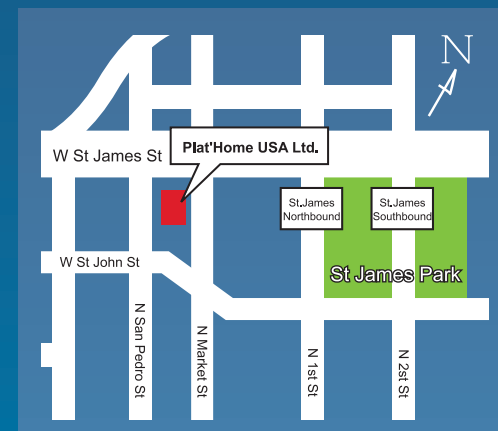 N
Plat'Home USA Ltd.
W St James St
St.James
Northbound
St.James
Southbound
W St John St
St James Park
N San Pedro St
N Market St
N 1st St
N 2st St